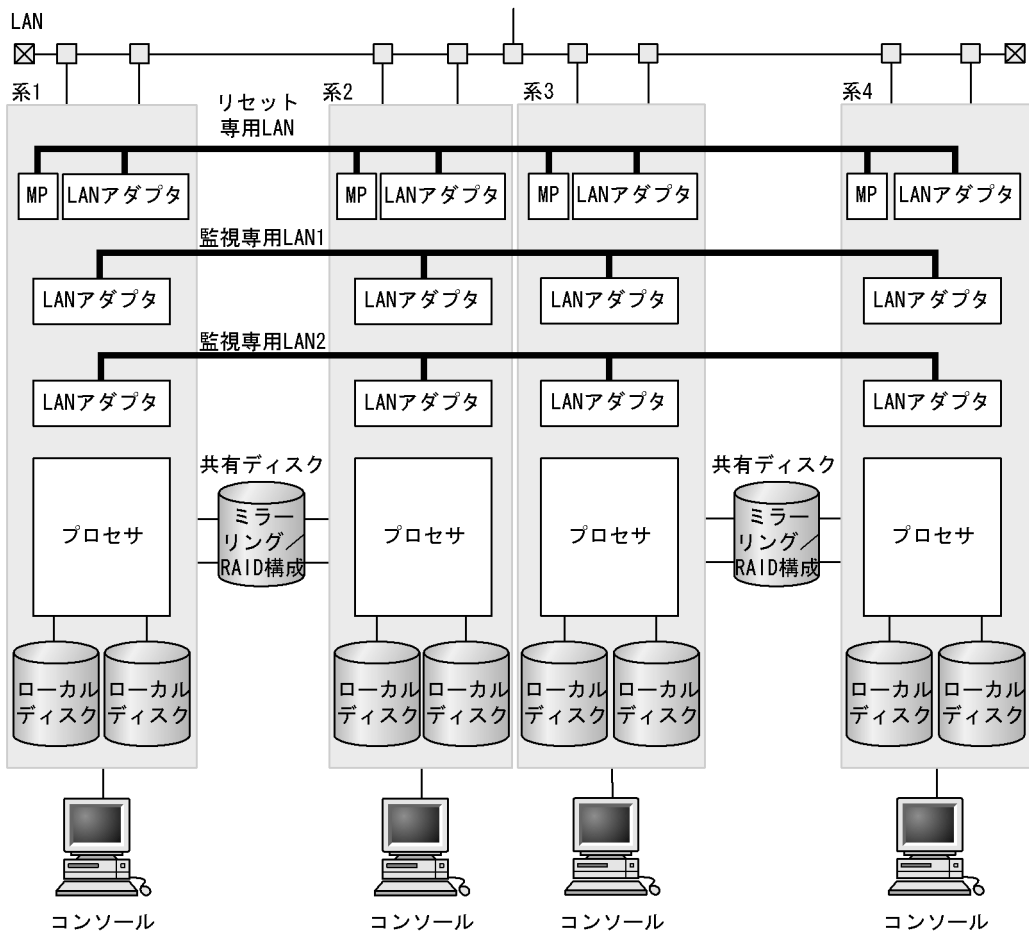 LAN
系1
系2
系3
系4
リセット
専用LAN
MP
LANアダプタ
MP
LANアダプタ
MP
LANアダプタ
MP
LANアダプタ
監視専用LAN1
LANアダプタ
LANアダプタ
LANアダプタ
LANアダプタ
監視専用LAN2
LANアダプタ
LANアダプタ
LANアダプタ
LANアダプタ
共有ディスク
共有ディスク
プロセサ
ミラー
リング／
RAID構成
プロセサ
プロセサ
ミラー
リング／
RAID構成
プロセサ
ローカル
ディスク
ローカル
ディスク
ローカル
ディスク
ローカル
ディスク
ローカル
ディスク
ローカル
ディスク
ローカル
ディスク
ローカル
ディスク
コンソール
コンソール
コンソール
コンソール